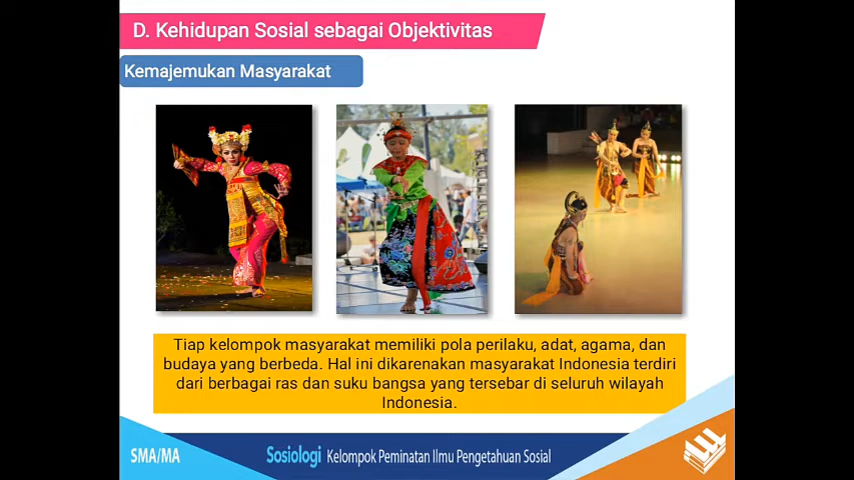 D. Kehidupan Sosial sebagai Objektivitas
Kemajemukan Masyarakat
Tiap kelompok masyarakat memiliki pola perilaku, adat, agama, dan
budaya yang berbeda. Hal ini dikarenakan masyarakat Indonesia terdiri
dari berbagai ras dan suku bangsa yang tersebar di seluruh wilayah
Indonesia.
SMA/MA
Sosiologi Kelompok Peminatan Ilmu Pengetahuan Sosial